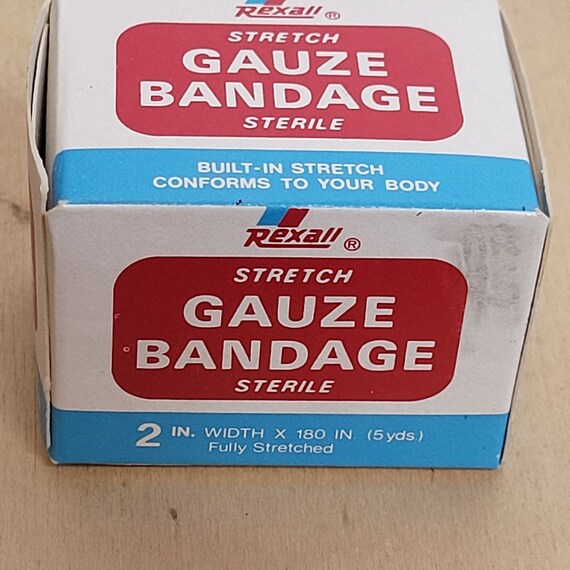 Rexall ®
STRETCH
GAUZE
BANDAGE
STERILE
BUILT-IN STRETCH
CONFORMS TO YOUR BODY
Rexall ®
STRETCH
GAUZE
BANDAGE
STERILE
2 IN. WIDTH X 180 IN. (5 yds.)
Fully Stretched